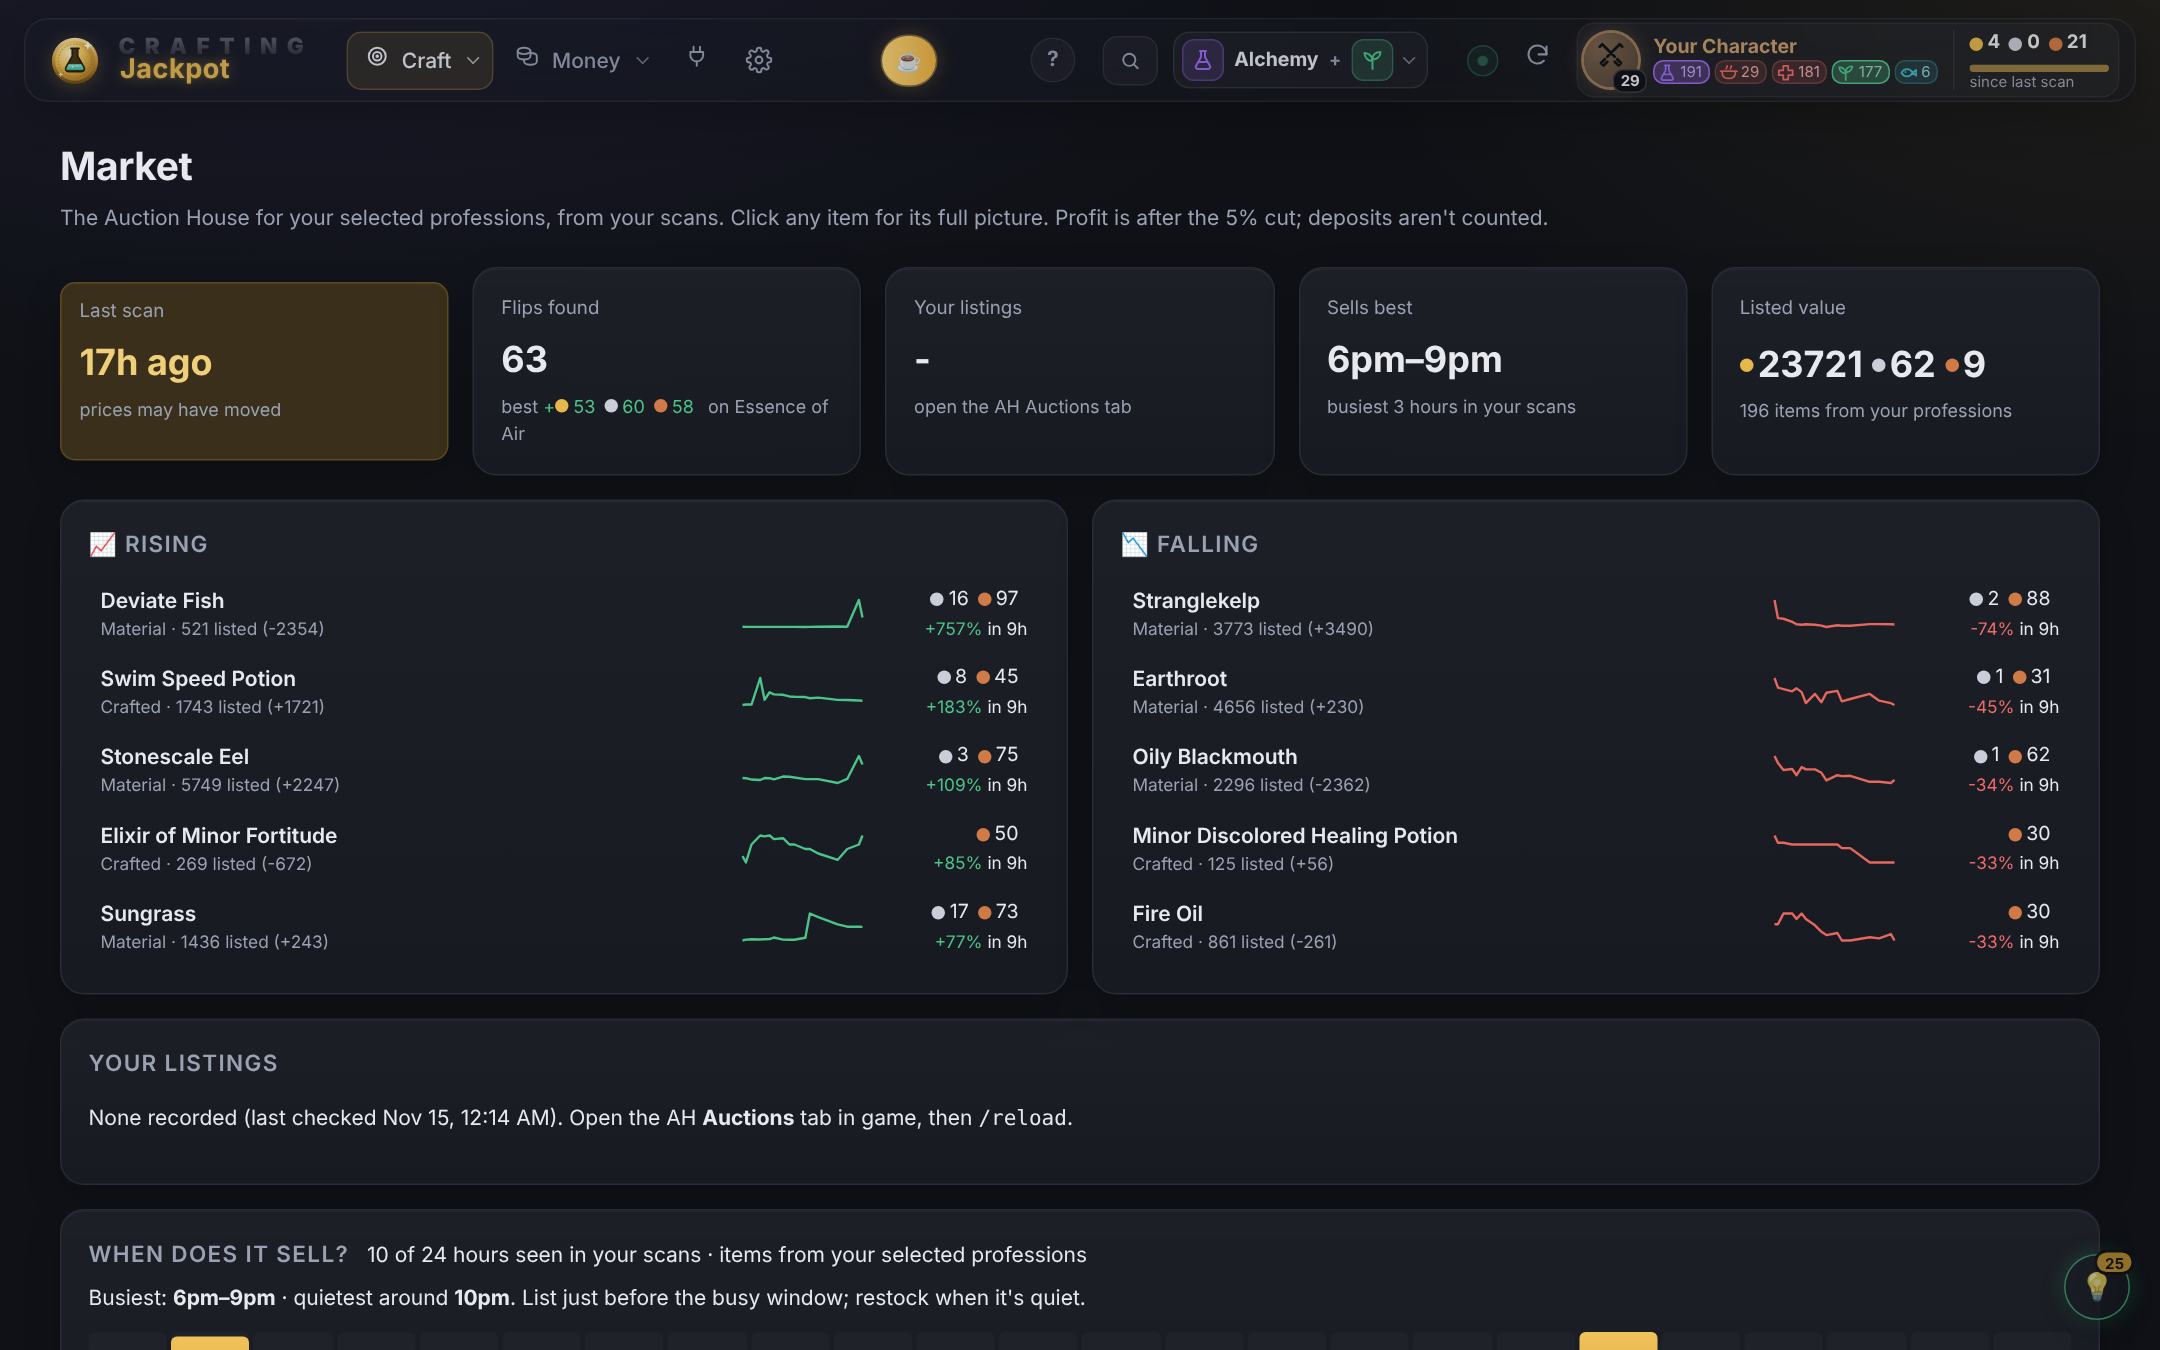 CRAFTING
Jackpot
Craft
Money
?
Alchemy +
29
Your Character
191 29 181 177 6
4 0 21
since last scan
Market
The Auction House for your selected professions, from your scans. Click any item for its full picture. Profit is after the 5% cut; deposits aren't counted.
Last scan
17h ago
prices may have moved
Flips found
63
best + 53 60 58 on Essence of
Air
Your listings
-
open the AH Auctions tab
Sells best
6pm–9pm
busiest 3 hours in your scans
Listed value
23721 62 9
196 items from your professions
RISING
Deviate Fish
Material · 521 listed (-2354)
16 97
+757% in 9h
Swim Speed Potion
Crafted · 1743 listed (+1721)
8 45
+183% in 9h
Stonescale Eel
Material · 5749 listed (+2247)
3 75
+109% in 9h
Elixir of Minor Fortitude
Crafted · 269 listed (-672)
50
+85% in 9h
Sungrass
Material · 1436 listed (+243)
17 73
+77% in 9h
FALLING
Stranglekelp
Material · 3773 listed (+3490)
2 88
-74% in 9h
Earthroot
Material · 4656 listed (+230)
1 31
-45% in 9h
Oily Blackmouth
Material · 2296 listed (-2362)
1 62
-34% in 9h
Minor Discolored Healing Potion
Crafted · 125 listed (+56)
30
-33% in 9h
Fire Oil
Crafted · 861 listed (-261)
30
-33% in 9h
YOUR LISTINGS
None recorded (last checked Nov 15, 12:14 AM). Open the AH Auctions tab in game, then /reload.
WHEN DOES IT SELL? 10 of 24 hours seen in your scans · items from your selected professions
Busiest: 6pm–9pm · quietest around 10pm. List just before the busy window; restock when it's quiet.
25